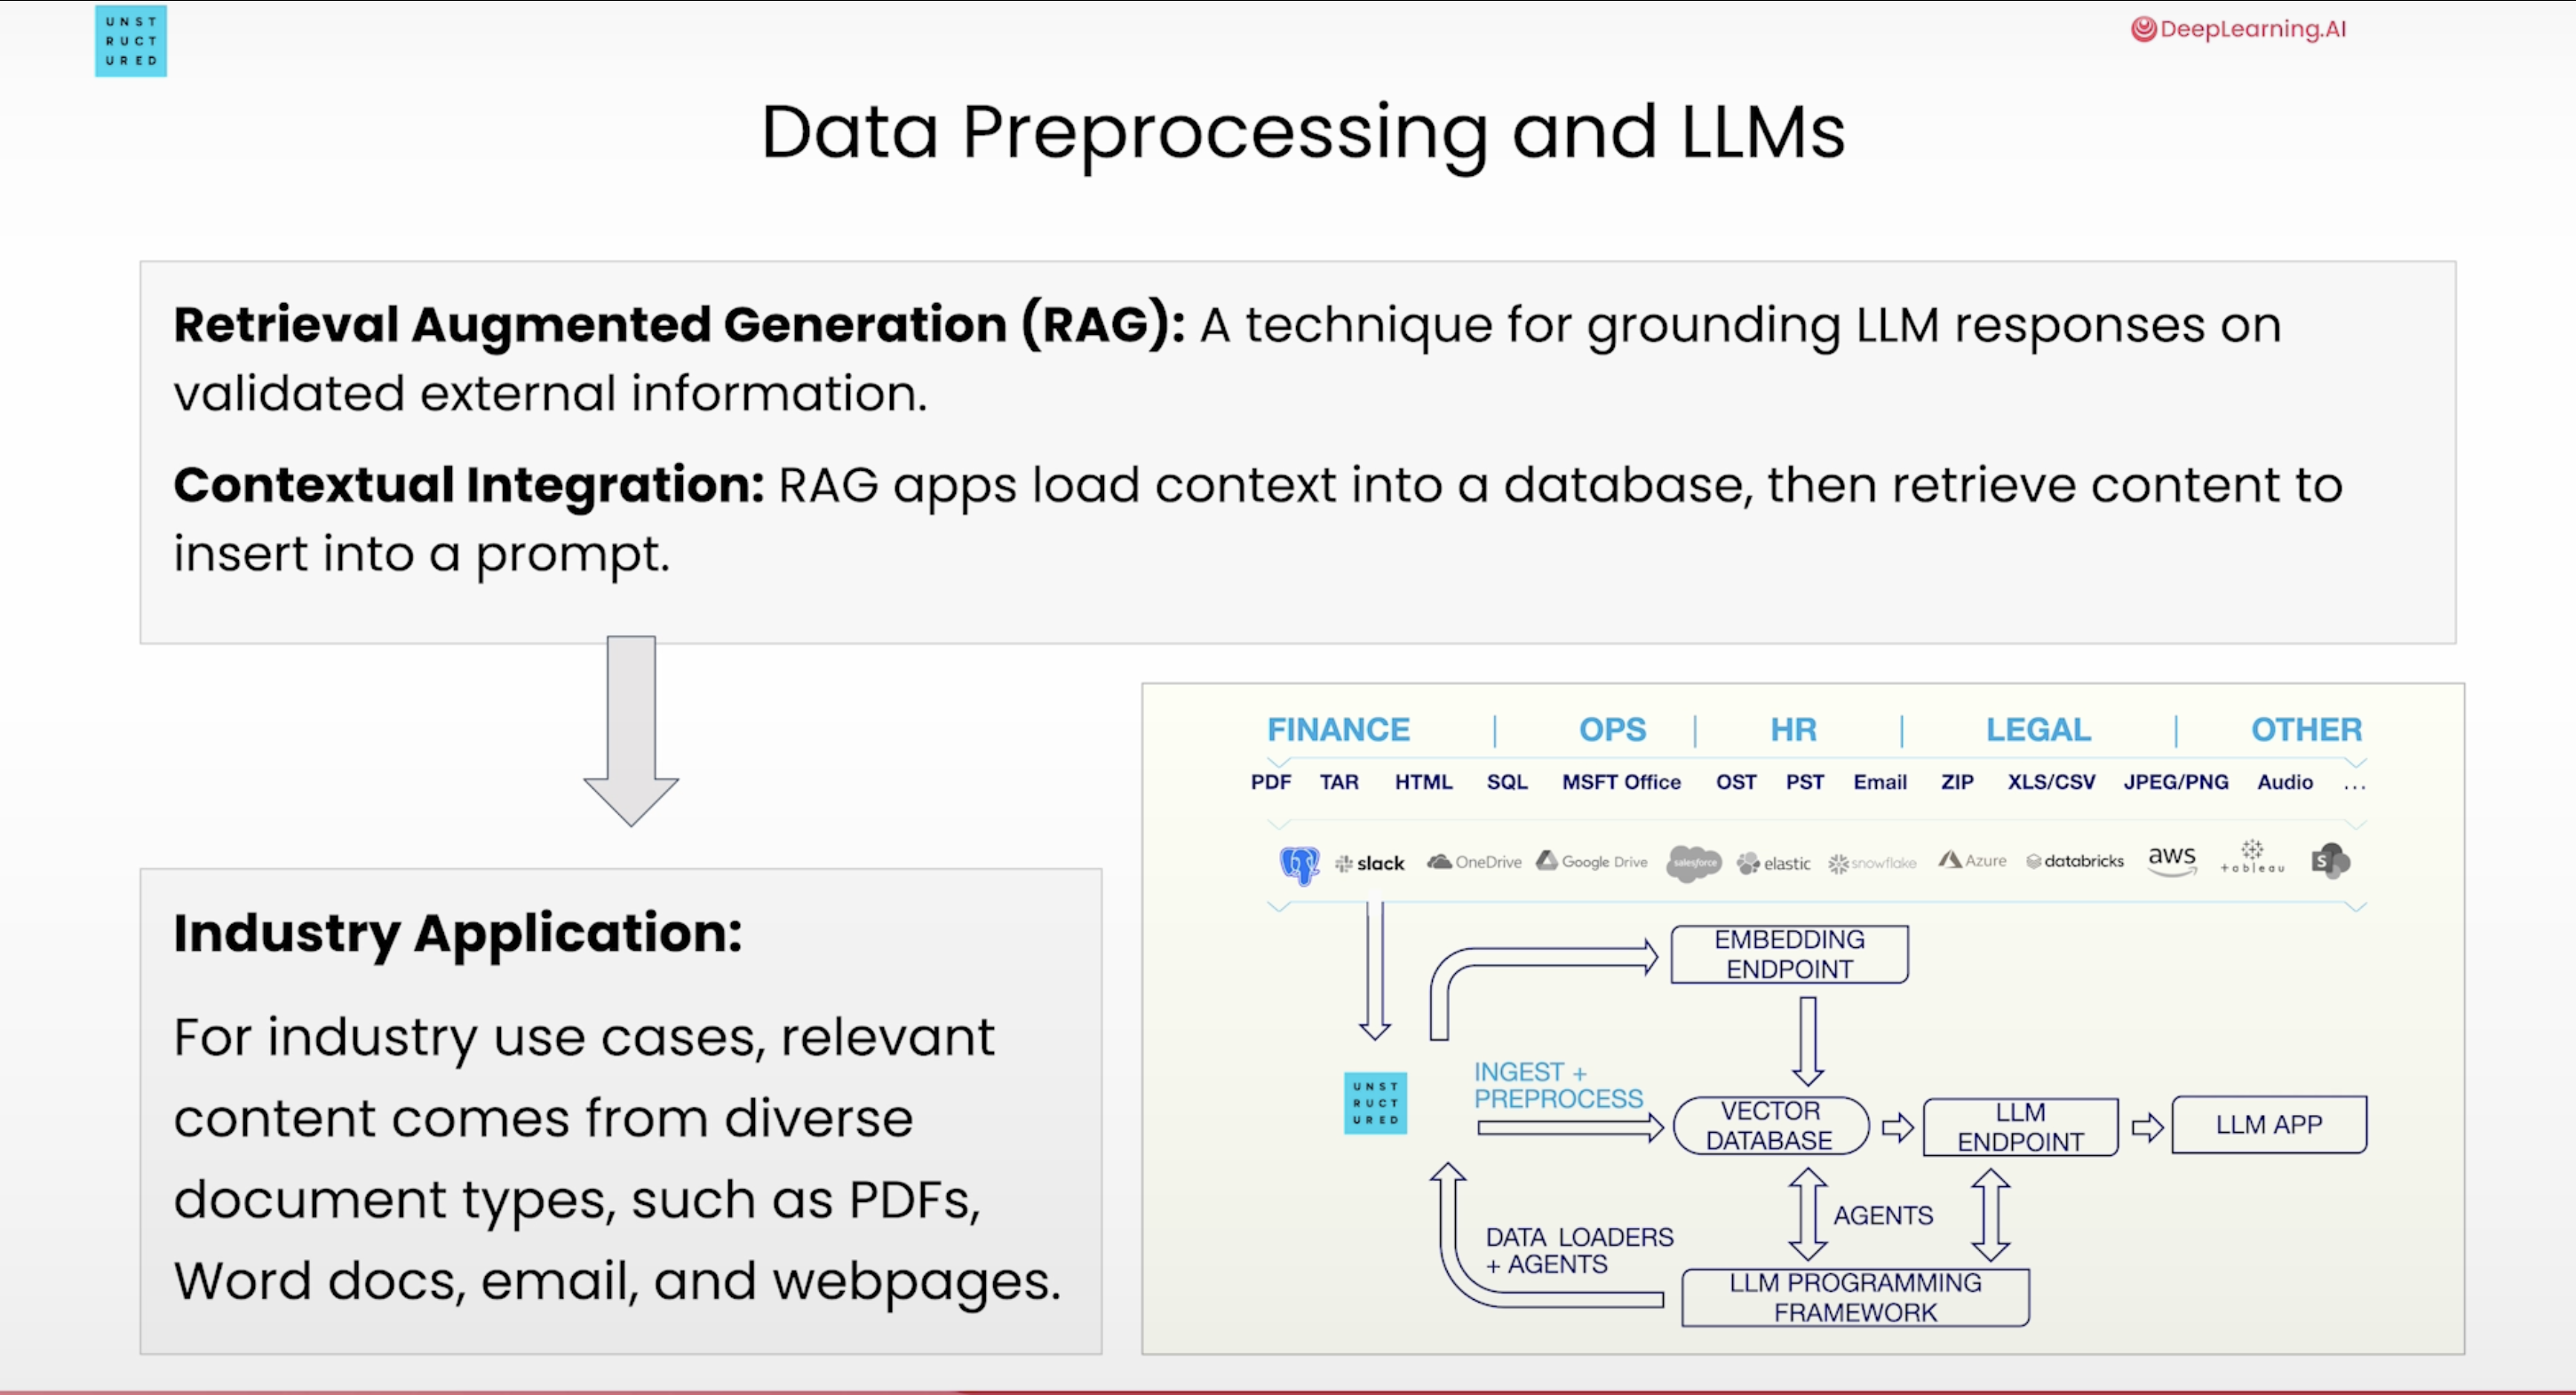 UNST
RUCT
URED
DeepLearning.AI
Data Preprocessing and LLMs
Retrieval Augmented Generation (RAG): A technique for grounding LLM responses on
validated external information.
Contextual Integration: RAG apps load context into a database, then retrieve content to
insert into a prompt.
Industry Application:
For industry use cases, relevant
content comes from diverse
document types, such as PDFs,
Word docs, email, and webpages.
FINANCE | OPS | HR | LEGAL | OTHER
PDF TAR HTML SQL MSFT Office OST PST Email ZIP XLS/CSV JPEG/PNG Audio ...
slack OneDrive Google Drive salesforce elastic snowflake Azure databricks aws +ableau S
EMBEDDING
ENDPOINT
UNST
RUCT
URED
INGEST +
PREPROCESS
VECTOR
DATABASE
LLM
ENDPOINT
LLM APP
DATA LOADERS
+ AGENTS
AGENTS
LLM PROGRAMMING
FRAMEWORK